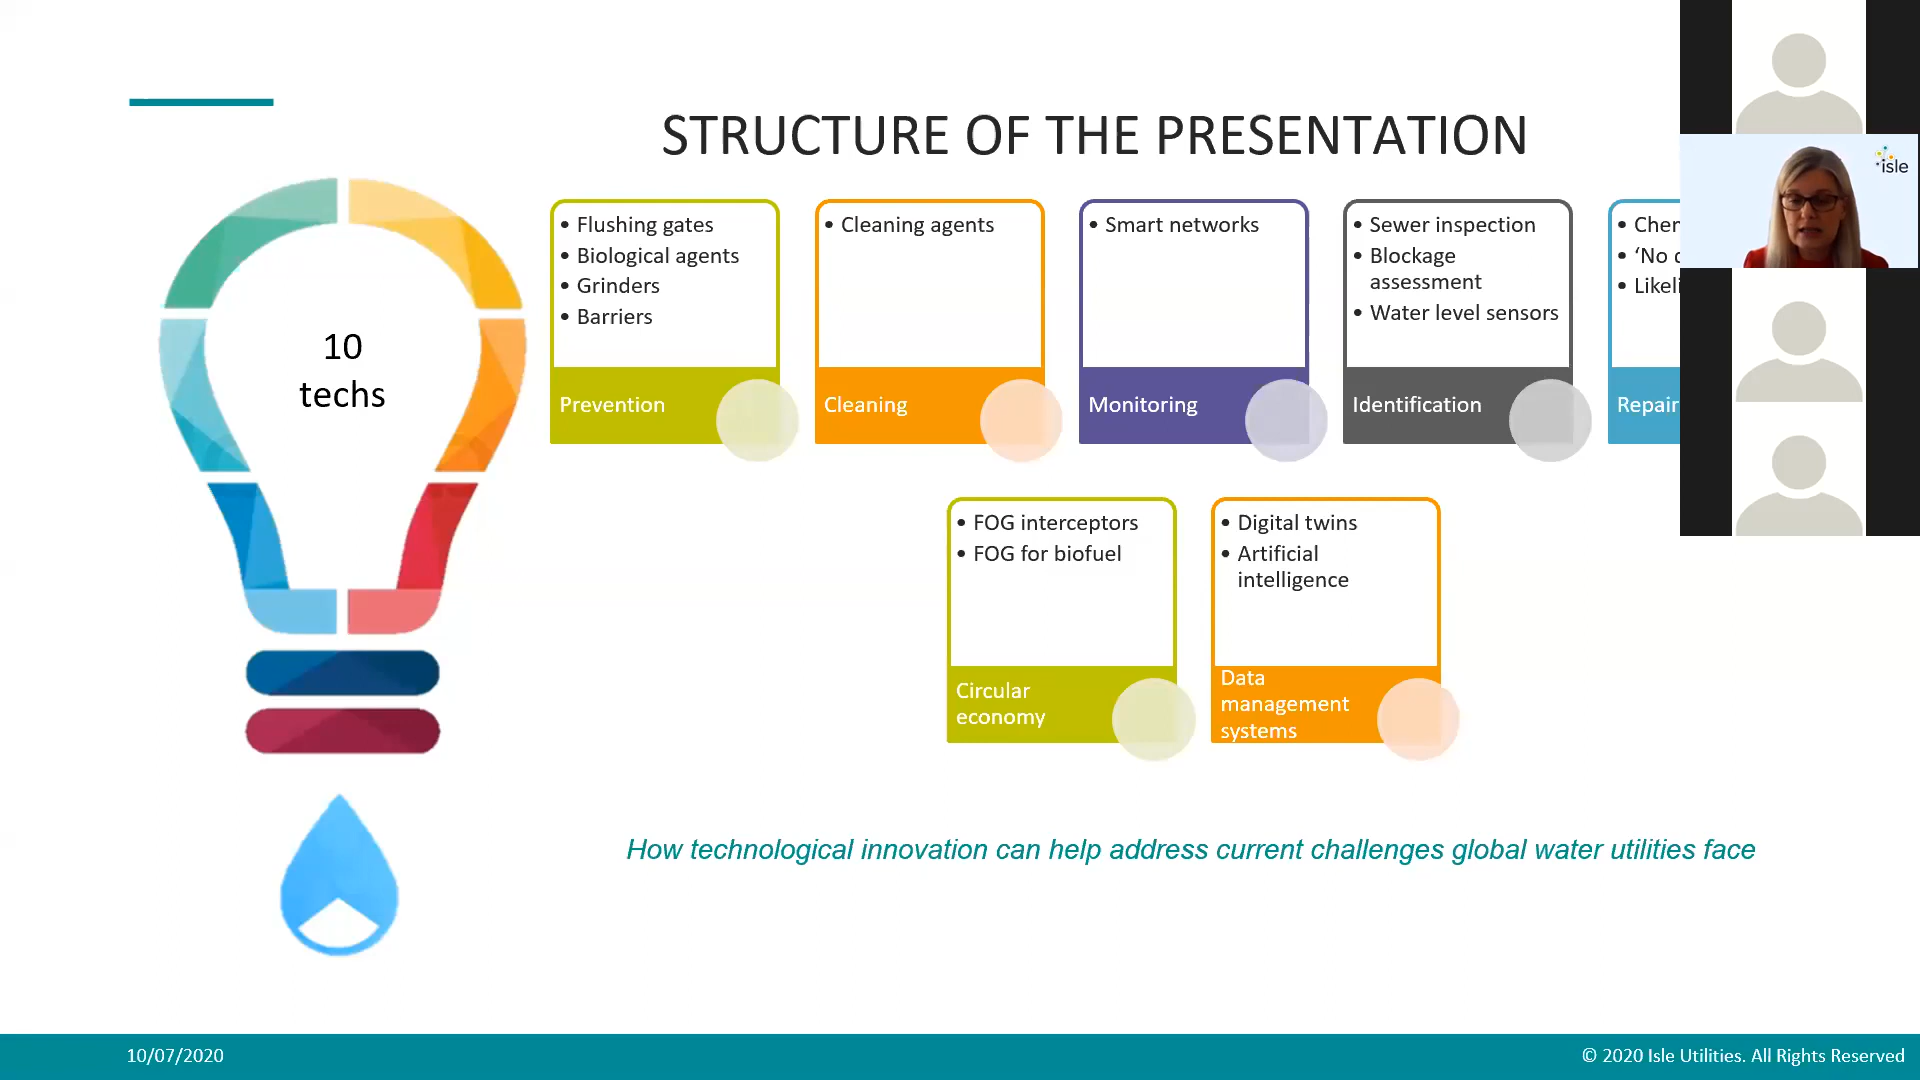 STRUCTURE OF THE PRESENTATION
isle
10
techs
• Flushing gates
• Biological agents
• Grinders
• Barriers
Prevention
• Cleaning agents
Cleaning
• Smart networks
Monitoring
• Sewer inspection
• Blockage
assessment
• Water level sensors
Identification
• 
• ‘No
• 
Repair
• FOG interceptors
• FOG for biofuel
Circular
economy
• Digital twins
• Artificial
intelligence
Data
management
systems
How technological innovation can help address current challenges global water utilities face
10/07/2020
© 2020 Isle Utilities. All Rights Reserved